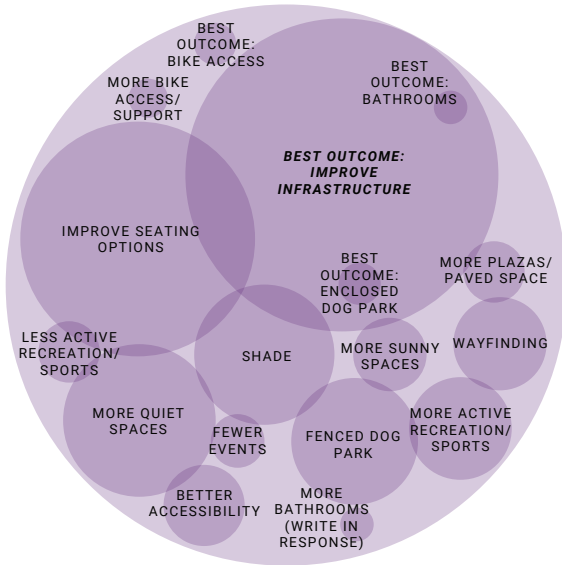 BEST
OUTCOME:
BIKE ACCESS
BEST
OUTCOME:
BATHROOMS
MORE BIKE
ACCESS/
SUPPORT
BEST OUTCOME:
IMPROVE
INFRASTRUCTURE
IMPROVE SEATING
OPTIONS
BEST
OUTCOME:
ENCLOSED
DOG PARK
MORE PLAZAS/
PAVED SPACE
LESS ACTIVE
RECREATION/
SPORTS
SHADE
MORE SUNNY
SPACES
WAYFINDING
MORE QUIET
SPACES
FEWER
EVENTS
FENCED DOG
PARK
MORE ACTIVE
RECREATION/
SPORTS
BETTER
ACCESSIBILITY
MORE
BATHROOMS
(WRITE IN
RESPONSE)